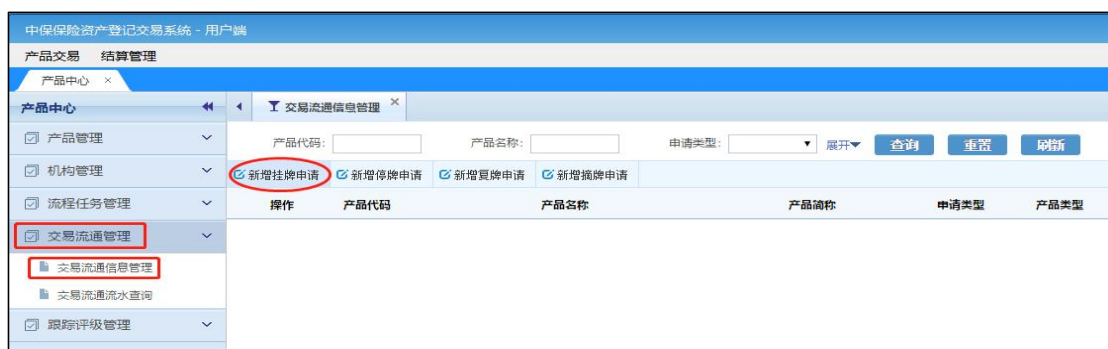 中保保险资产登记交易系统 - 用户端
产品交易 结算管理
产品中心 ×
产品中心 交易流通信息管理 ×
产品管理 产品代码: 产品名称: 申请类型: 展开 查询 重置 刷新
机构管理 新增挂牌申请 新增停牌申请 新增复牌申请 新增摘牌申请
流程任务管理 操作 产品代码 产品名称 产品简称 申请类型 产品类型
交易流通管理
交易流通信息管理
交易流通流水查询
跟踪评级管理